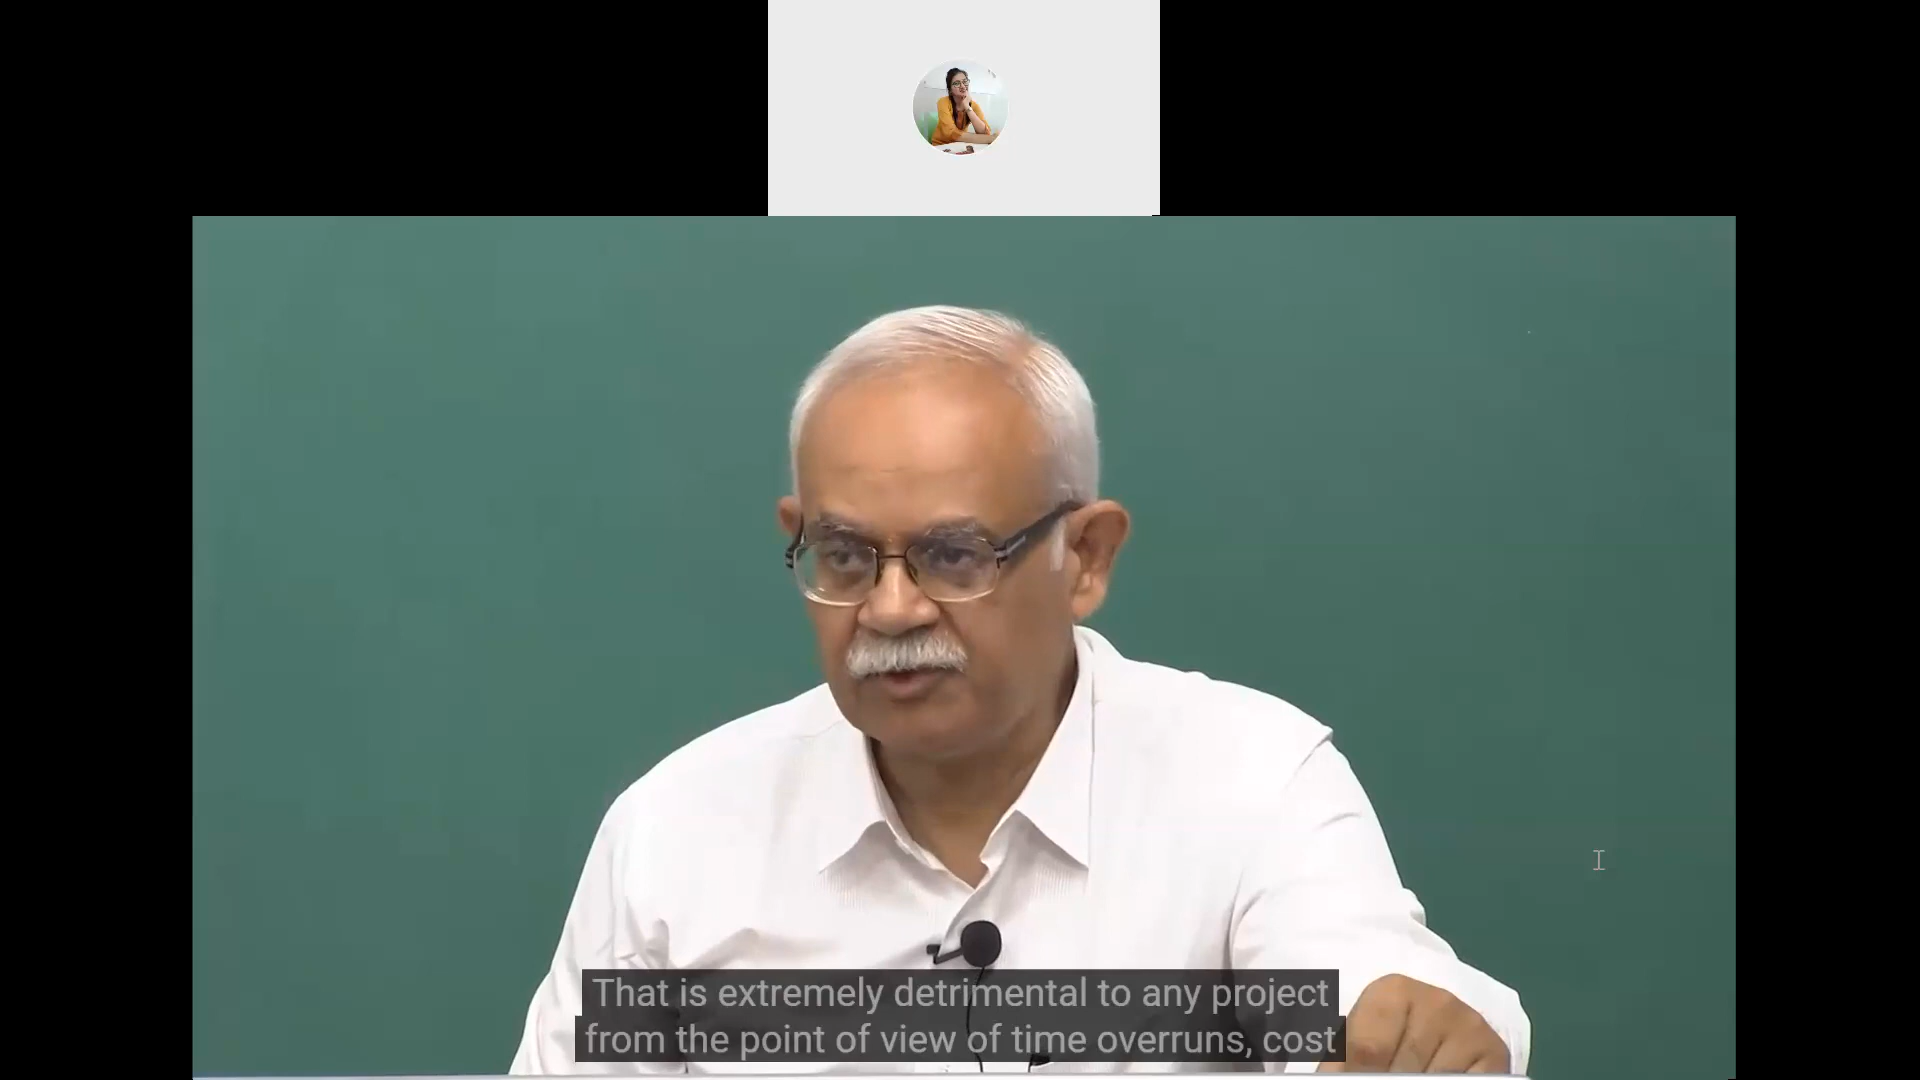 That is extremely detrimental to any project
from the point of view of time overruns, cost